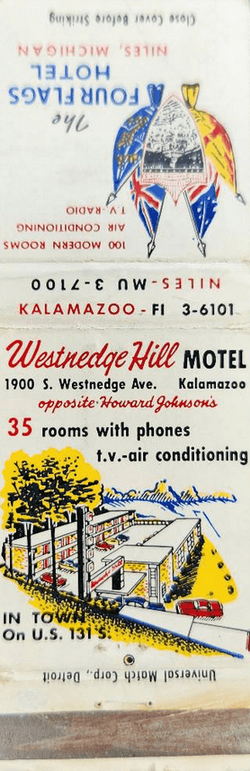 Close Cover Before Striking
The
FOUR FLAGS
HOTEL
NILES, MICHIGAN
100 MODERN ROOMS
AIR CONDITIONING
T.V.-RADIO
NILES - MU 3-7100
KALAMAZOO - FI 3-6101
Westnedge Hill MOTEL
1900 S. Westnedge Ave. Kalamazoo
opposite Howard Johnson's
35 rooms with phones
t.v.-air conditioning
IN TOWN
On U.S. 131 S.
Universal Match Corp., Detroit